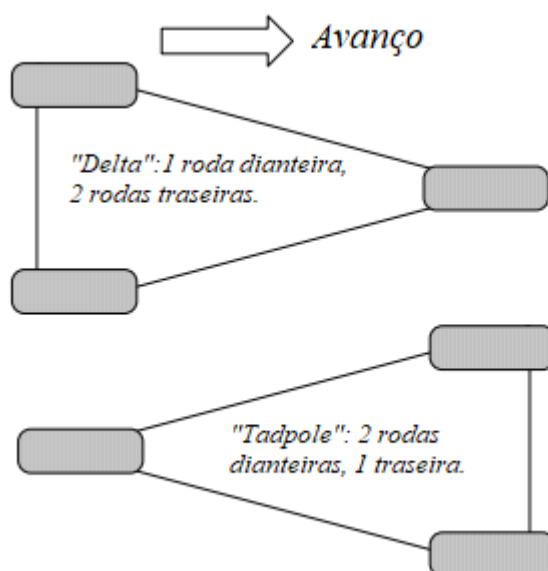 Avanço
"Delta": 1 roda dianteira,
2 rodas traseiras.
"Tadpole": 2 rodas
dianteiras, 1 traseira.